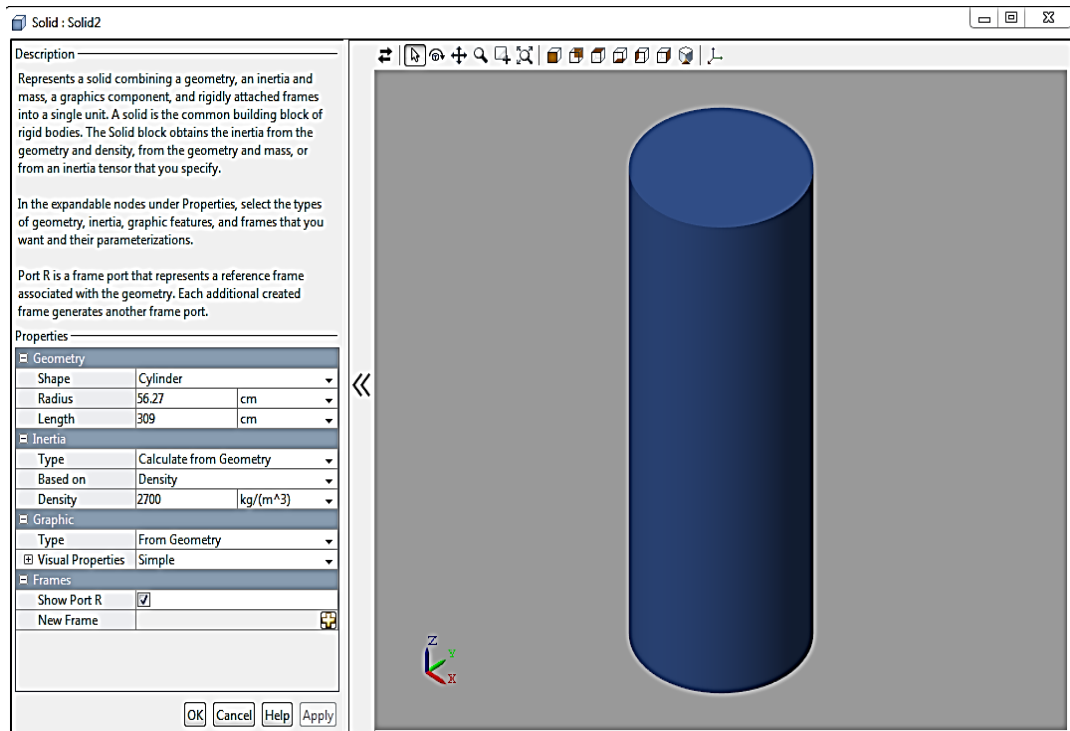 Solid : Solid2
Description
Represents a solid combining a geometry, an inertia and
mass, a graphics component, and rigidly attached frames
into a single unit. A solid is the common building block of
rigid bodies. The Solid block obtains the inertia from the
geometry and density, from the geometry and mass, or
from an inertia tensor that you specify.
In the expandable nodes under Properties, select the types
of geometry, inertia, graphic features, and frames that you
want and their parameterizations.
Port R is a frame port that represents a reference frame
associated with the geometry. Each additional created
frame generates another frame port.
Properties
Geometry
Shape Cylinder
Radius 56.27 cm
Length 309 cm
Inertia
Type Calculate from Geometry
Based on Density
Density 2700 kg/(m^3)
Graphic
Type From Geometry
Visual Properties Simple
Frames
Show Port R
New Frame
OK Cancel Help Apply
Z
Y
X